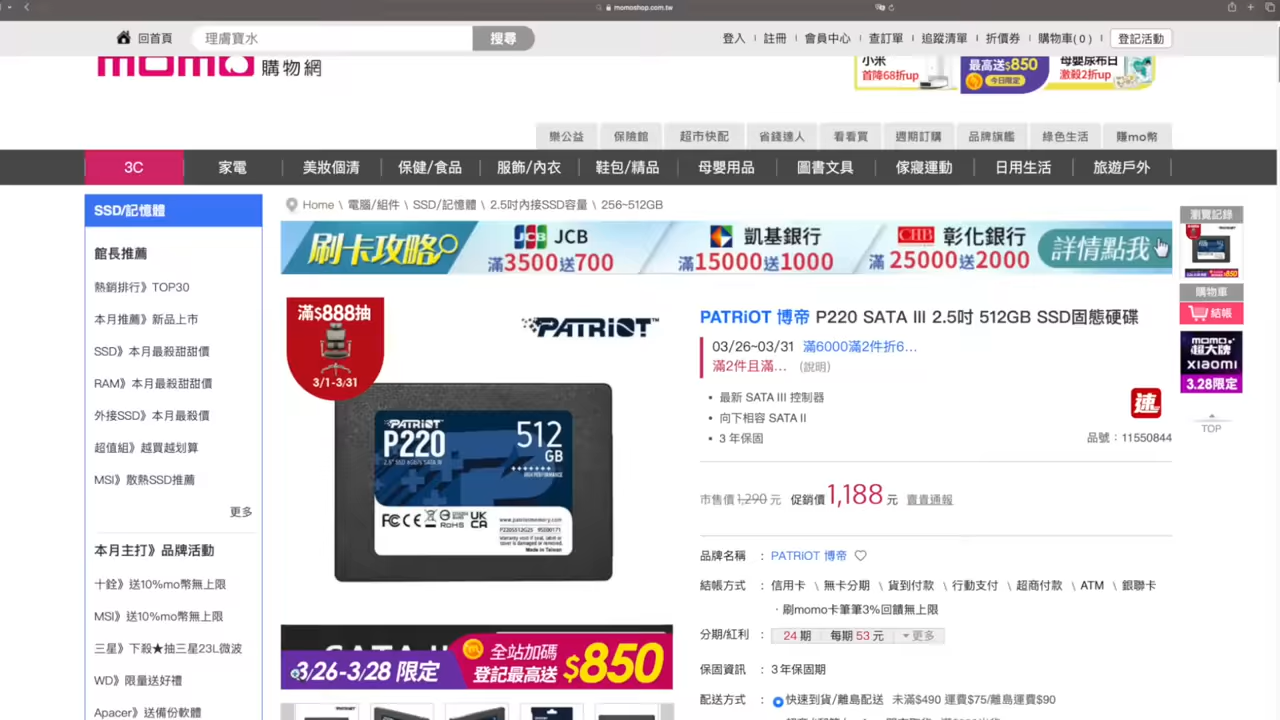 momoshop.com.tw
回首頁
理膚寶水
搜尋
登入
註冊
會員中心
查訂單
追蹤清單
折價券
購物車(0)
登記活動
momo購物網
小米
首降68折up
最高送$850
今日限定
母嬰尿布日
激殺2折up
樂公益
保險館
超市快配
省錢達人
看看買
週期訂購
品牌旗艦
綠色生活
賺mo幣
3C
家電
美妝個清
保健/食品
服飾/內衣
鞋包/精品
母嬰用品
圖書文具
傢寢運動
日用生活
旅遊戶外
SSD/記憶體
館長推薦
熱銷排行》TOP30
本月推薦》新品上市
SSD》本月最殺甜甜價
RAM》本月最殺甜甜價
外接SSD》本月最殺價
超值組》越買越划算
MSI》散熱SSD推薦
更多
本月主打》品牌活動
十銓》送10%mo幣無上限
MSI》送10%mo幣無上限
三星》下殺★抽三星23L微波
WD》限量送好禮
Apacer》送備份軟體
Home \ 電腦/組件 \ SSD/記憶體 \ 2.5吋內接SSD容量 \ 256~512GB
刷卡攻略
JCB JCB
滿3500送700
凱基銀行
滿15000送1000
CHB 彰化銀行
滿25000送2000
詳情點我
滿$888抽
3/1-3/31
PATRiOT
PATRiOT
P220
2.5" SSD 6Gb/s SATA III
512
GB
HIGH PERFORMANCE
FC CE
RoHS
UK
CA
www.patriotmemory.com
Made in Taiwan
3/26-3/28 限定
全站加碼
登記最高送
$850
PATRiOT 博帝 P220 SATA III 2.5吋 512GB SSD固態硬碟
03/26~03/31 滿6000滿2件折6…
滿2件且滿… (說明)
• 最新 SATA III 控制器
• 向下相容 SATA II
• 3 年保固
速
品號：11550844
市售價1,290 元 促銷價1,188 元 賣貴通報
品牌名稱 ： PATRiOT 博帝
結帳方式 ： 信用卡 \ 無卡分期 \ 貨到付款 \ 行動支付 \ 超商付款 \ ATM \ 銀聯卡
·刷momo卡筆筆3%回饋無上限
分期/紅利 ： 24 期 每期 53 元 更多
保固資訊 ： 3年保固期
配送方式 ： 快速到貨/離島配送 未滿$490 運費$75/離島運費$90
瀏覽記錄
購物車
結帳
momo
超大牌
xiaomi
3.28限定
TOP